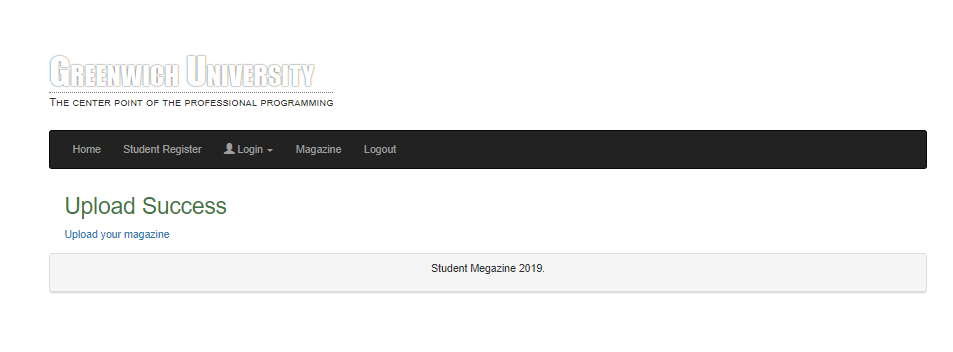 Greenwich University
The center point of the professional programming
Home Student Register Login Magazine Logout
Upload Success
Upload your magazine
Student Megazine 2019.